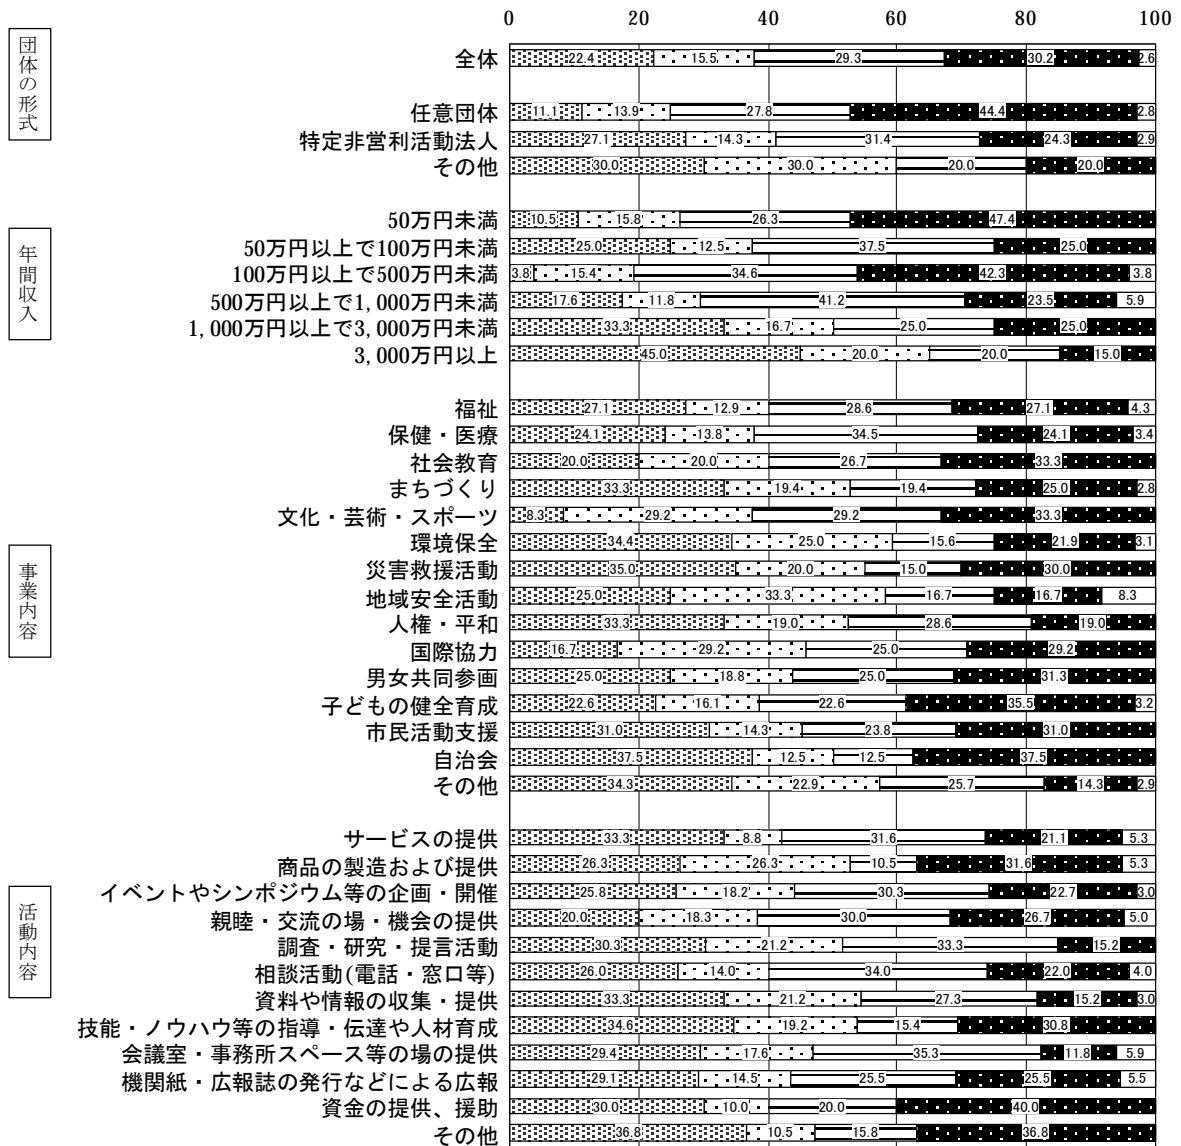 0 20 40 60 80 100
団体の形式
全体 22.4 15.5 29.3 30.2 2.6
任意団体 11.1 13.9 27.8 44.4 2.8
特定非営利活動法人 27.1 14.3 31.4 24.3 2.9
その他 30.0 30.0 20.0 20.0
年間収入
50万円未満 10.5 15.8 26.3 47.4
50万円以上で100万円未満 25.0 12.5 37.5 25.0
100万円以上で500万円未満 3.8 15.4 34.6 42.3 3.8
500万円以上で1,000万円未満 17.6 11.8 41.2 23.5 5.9
1,000万円以上で3,000万円未満 33.3 16.7 25.0 25.0
3,000万円以上 45.0 20.0 20.0 15.0
事業内容
福祉 27.1 12.9 28.6 27.1 4.3
保健・医療 24.1 13.8 34.5 24.1 3.4
社会教育 20.0 20.0 26.7 33.3
まちづくり 33.3 19.4 19.4 25.0 2.8
文化・芸術・スポーツ 8.3 29.2 29.2 33.3
環境保全 34.4 25.0 15.6 21.9 3.1
災害救援活動 35.0 20.0 15.0 30.0
地域安全活動 25.0 33.3 16.7 16.7 8.3
人権・平和 33.3 19.0 28.6 19.0
国際協力 16.7 29.2 25.0 29.2
男女共同参画 25.0 18.8 25.0 31.3
子どもの健全育成 22.6 16.1 22.6 35.5 3.2
市民活動支援 31.0 14.3 23.8 31.0
自治会 37.5 12.5 12.5 37.5
その他 34.3 22.9 25.7 14.3 2.9
活動内容
サービスの提供 33.3 8.8 31.6 21.1 5.3
商品の製造および提供 26.3 26.3 10.5 31.6 5.3
イベントやシンポジウム等の企画・開催 25.8 18.2 30.3 22.7 3.0
親睦・交流の場・機会の提供 20.0 18.3 30.0 26.7 5.0
調査・研究・提言活動 30.3 21.2 33.3 15.2
相談活動(電話・窓口等) 26.0 14.0 34.0 22.0 4.0
資料や情報の収集・提供 33.3 21.2 27.3 15.2 3.0
技能・ノウハウ等の指導・伝達や人材育成 34.6 19.2 15.4 30.8
会議室・事務所スペース等の場の提供 29.4 17.6 35.3 11.8 5.9
機関紙・広報誌の発行などによる広報 29.1 14.5 25.5 25.5 5.5
資金の提供、援助 30.0 10.0 20.0 40.0
その他 36.8 10.5 15.8 36.8